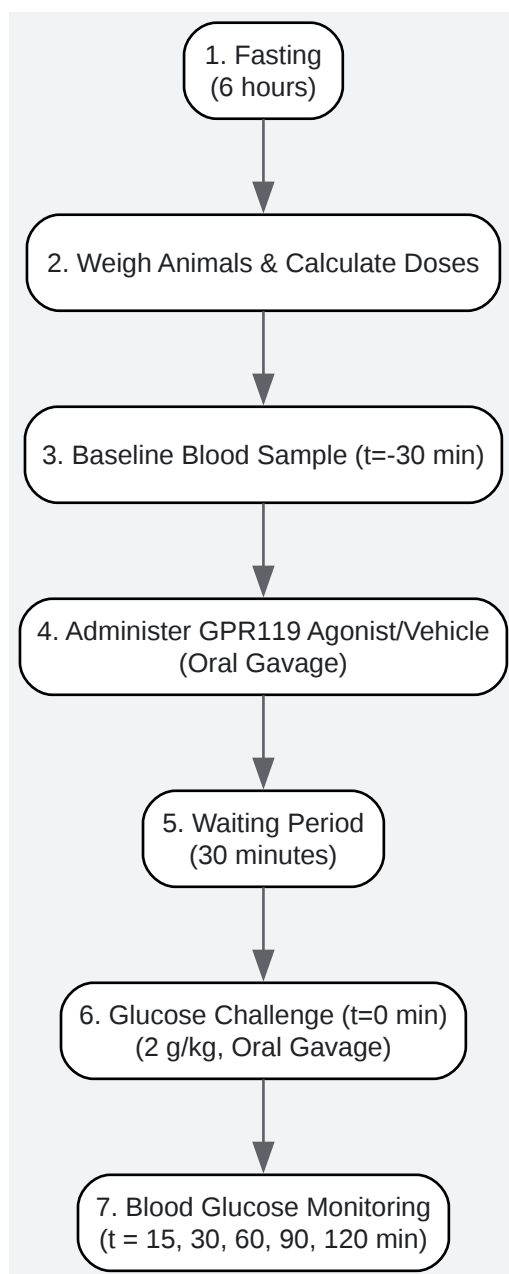 1. Fasting
(6 hours)
2. Weigh Animals & Calculate Doses
3. Baseline Blood Sample (t=-30 min)
4. Administer GPR119 Agonist/Vehicle
(Oral Gavage)
5. Waiting Period
(30 minutes)
6. Glucose Challenge (t=0 min)
(2 g/kg, Oral Gavage)
7. Blood Glucose Monitoring
(t = 15, 30, 60, 90, 120 min)